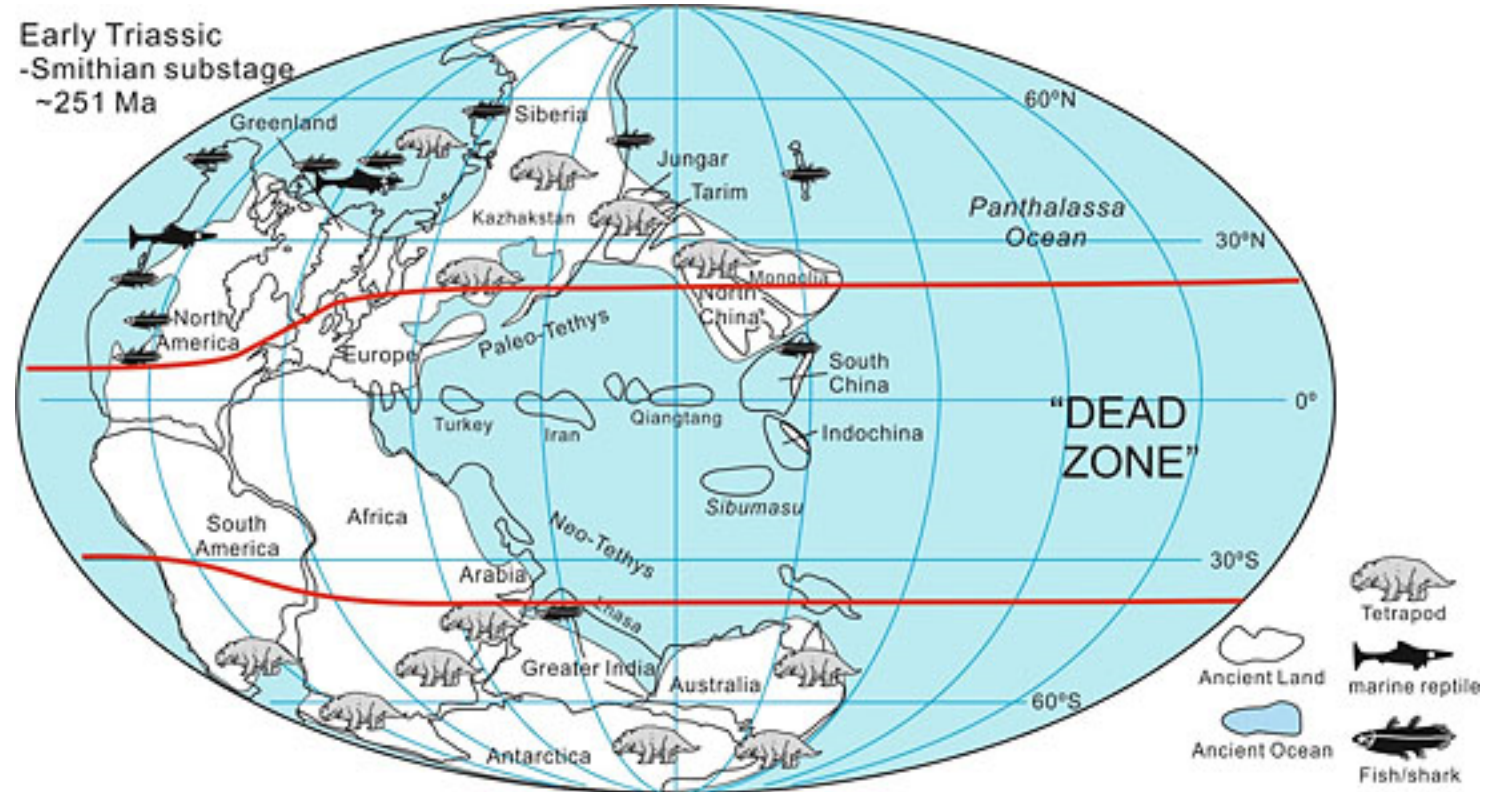 Early Triassic
-Smithian substage
~251 Ma
Greenland
Siberia
60ºN
Jungar
Tarim
Kazhakstan
Panthalassa
Ocean
30ºN
Mongolia
North
China
North
America
Paleo-Tethys
Europe
South
China
Turkey
Iran
Qiangtang
0º
"DEAD
ZONE"
Indochina
Sibumasu
South
America
Africa
Neo-Tethys
30ºS
Arabia
Lhasa
Greater India
Australia
60ºS
Antarctica
Tetrapod
Ancient Land
marine reptile
Ancient Ocean
Fish/shark